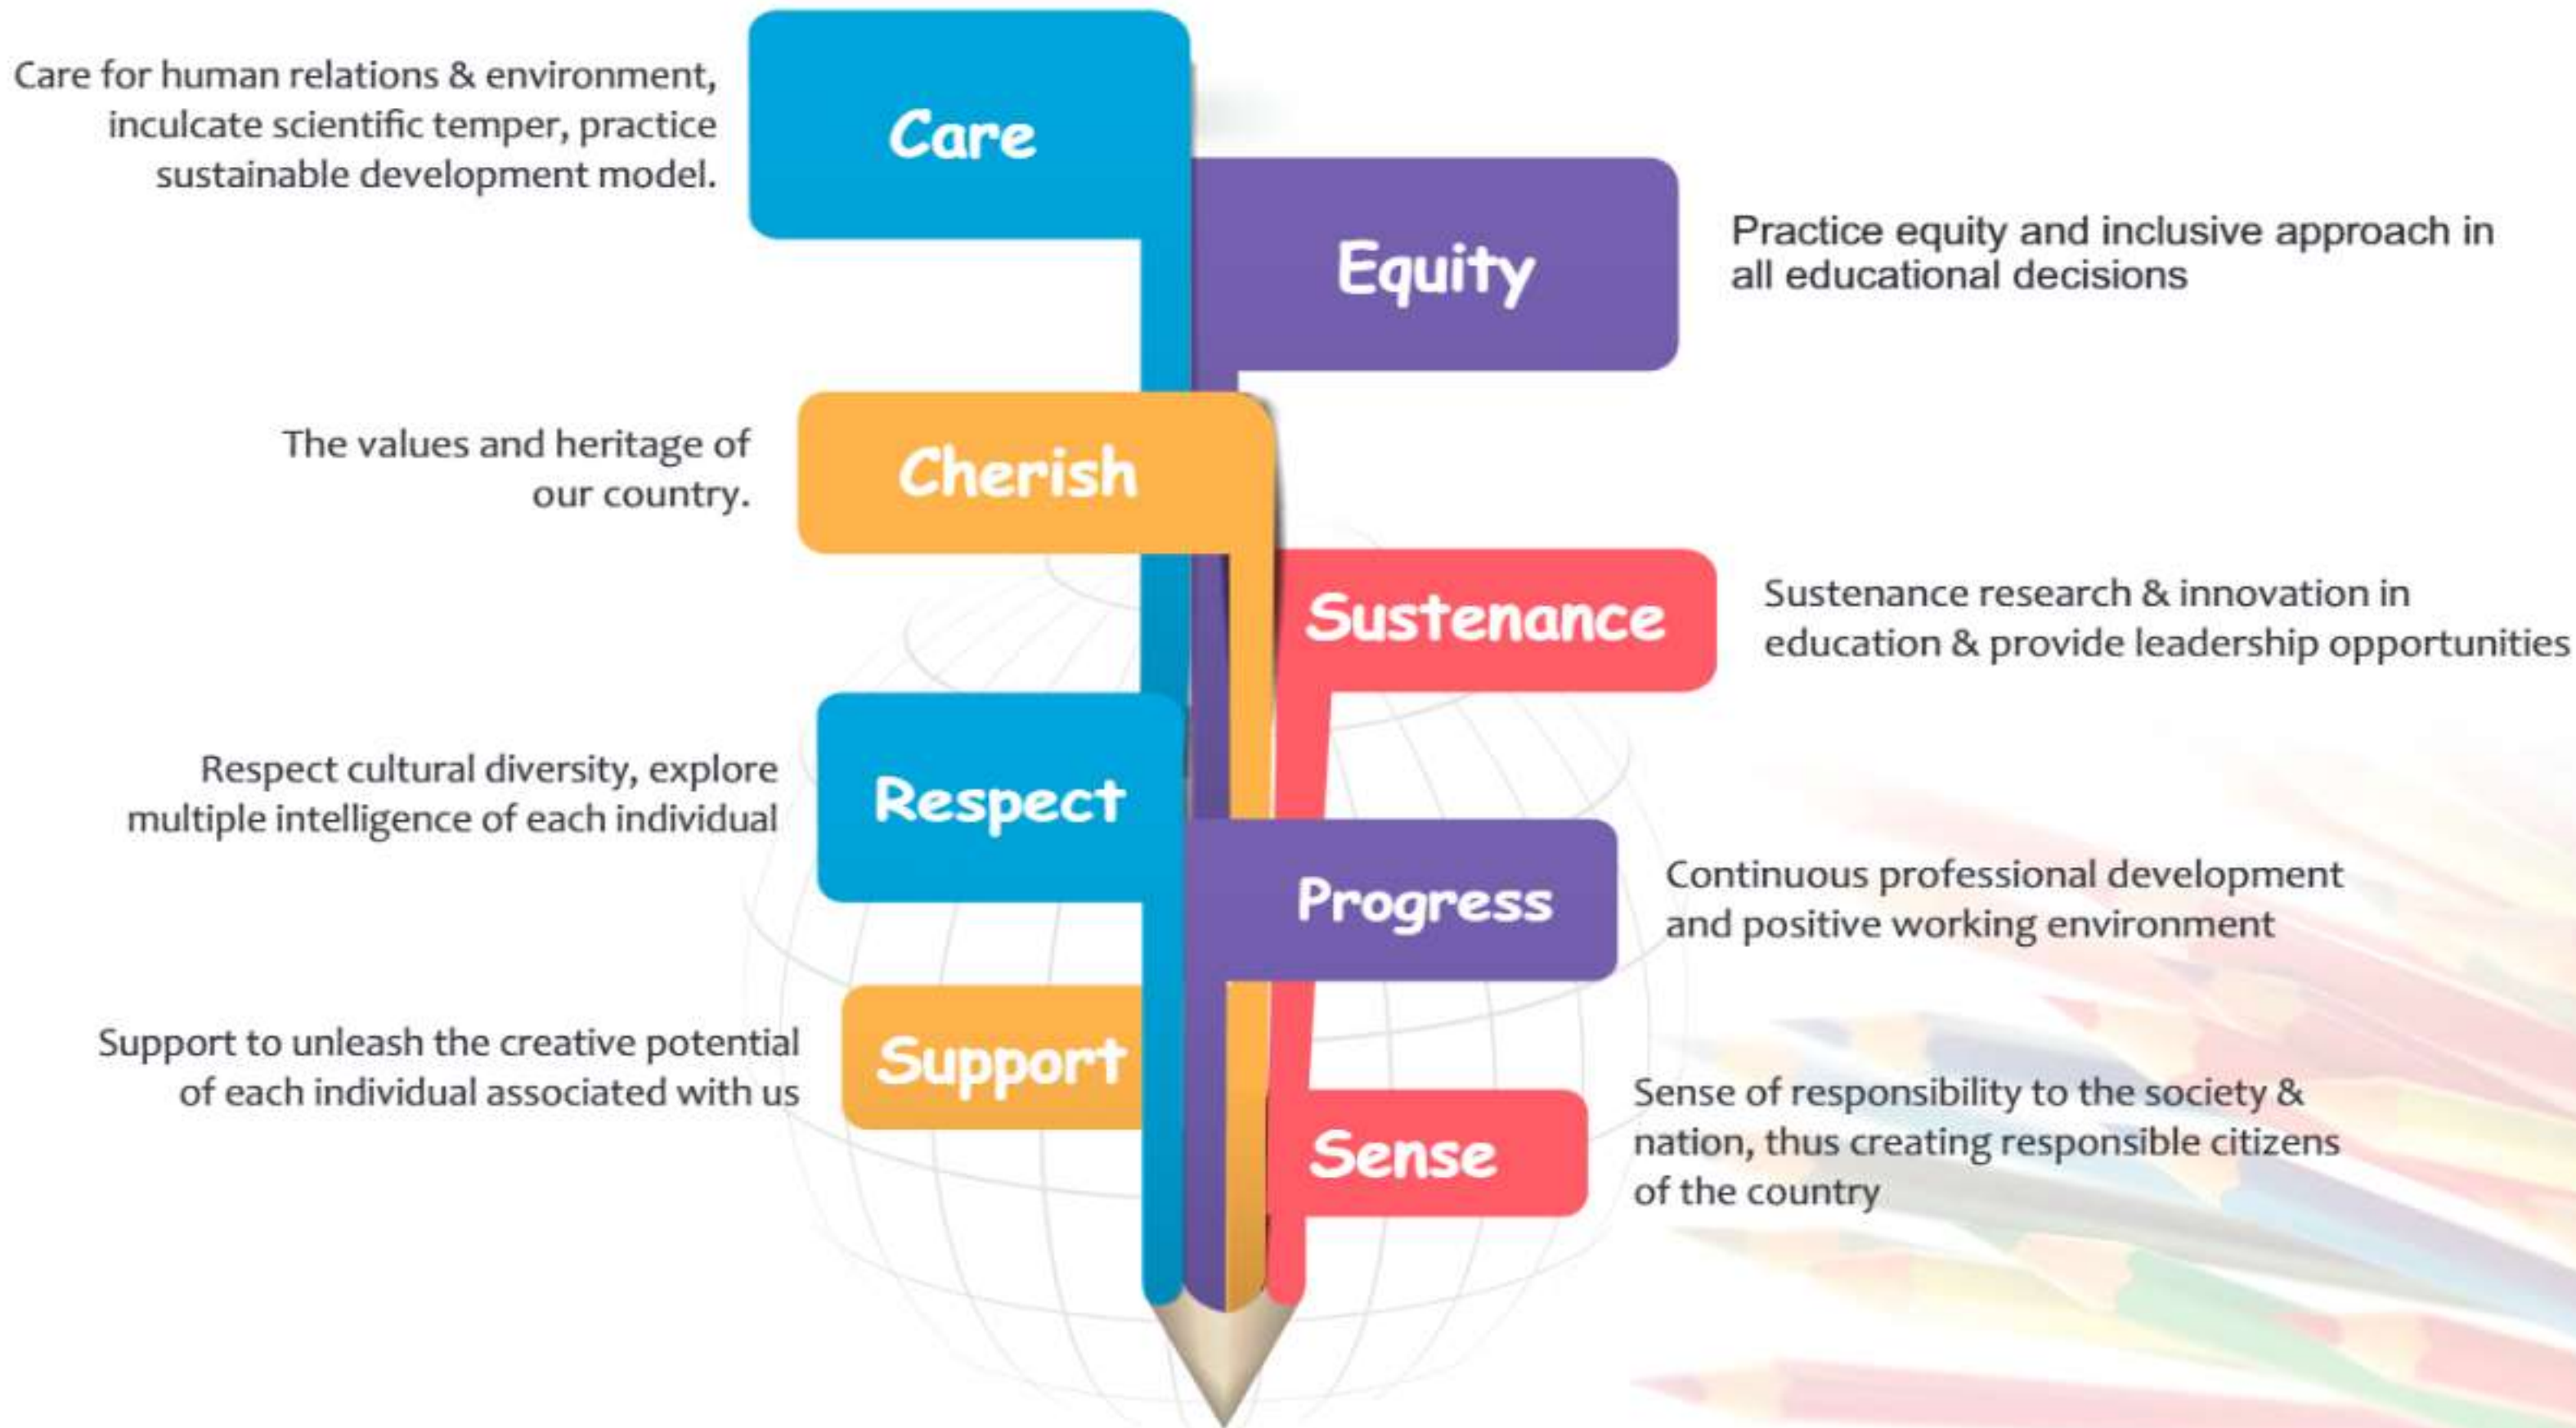 Care for human relations & environment,
inculcate scientific temper, practice
sustainable development model.
Care
Equity
Practice equity and inclusive approach in
all educational decisions
The values and heritage of
our country.
Cherish
Sustenance
Sustenance research & innovation in
education & provide leadership opportunities
Respect cultural diversity, explore
multiple intelligence of each individual
Respect
Progress
Continuous professional development
and positive working environment
Support to unleash the creative potential
of each individual associated with us
Support
Sense
Sense of responsibility to the society &
nation, thus creating responsible citizens
of the country